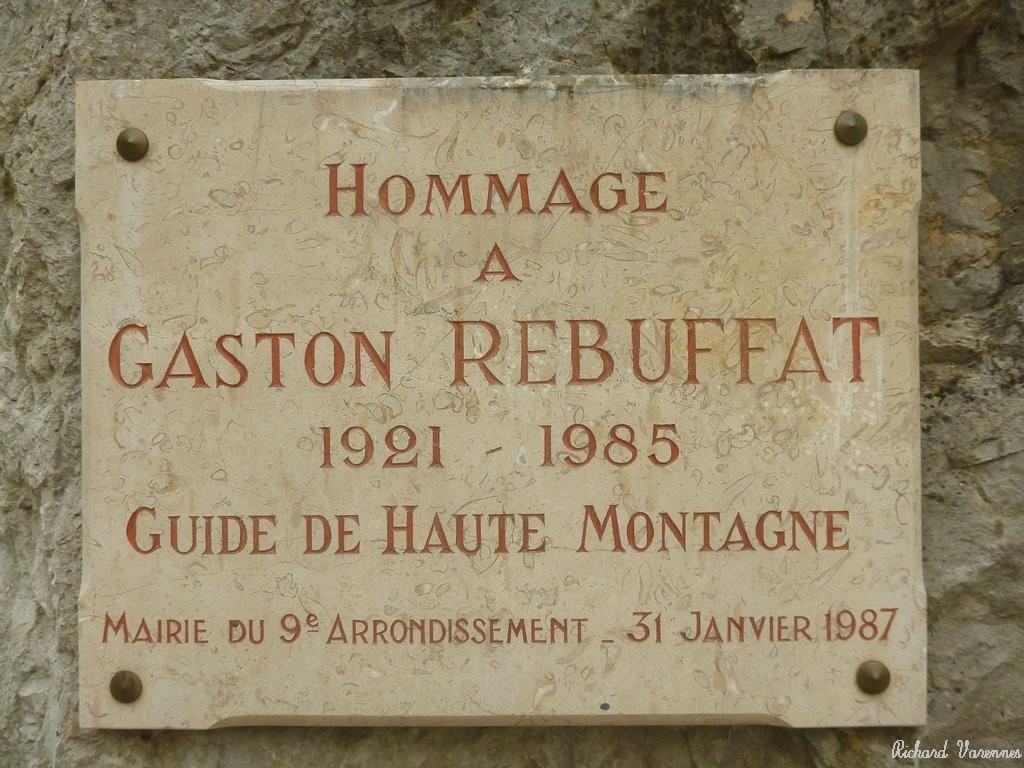 HOMMAGE
A
GASTON REBUFFAT
1921 - 1985
GUIDE DE HAUTE MONTAGNE
MAIRIE DU 9e ARRONDISSEMENT - 31 JANVIER 1987
Richard Varennes